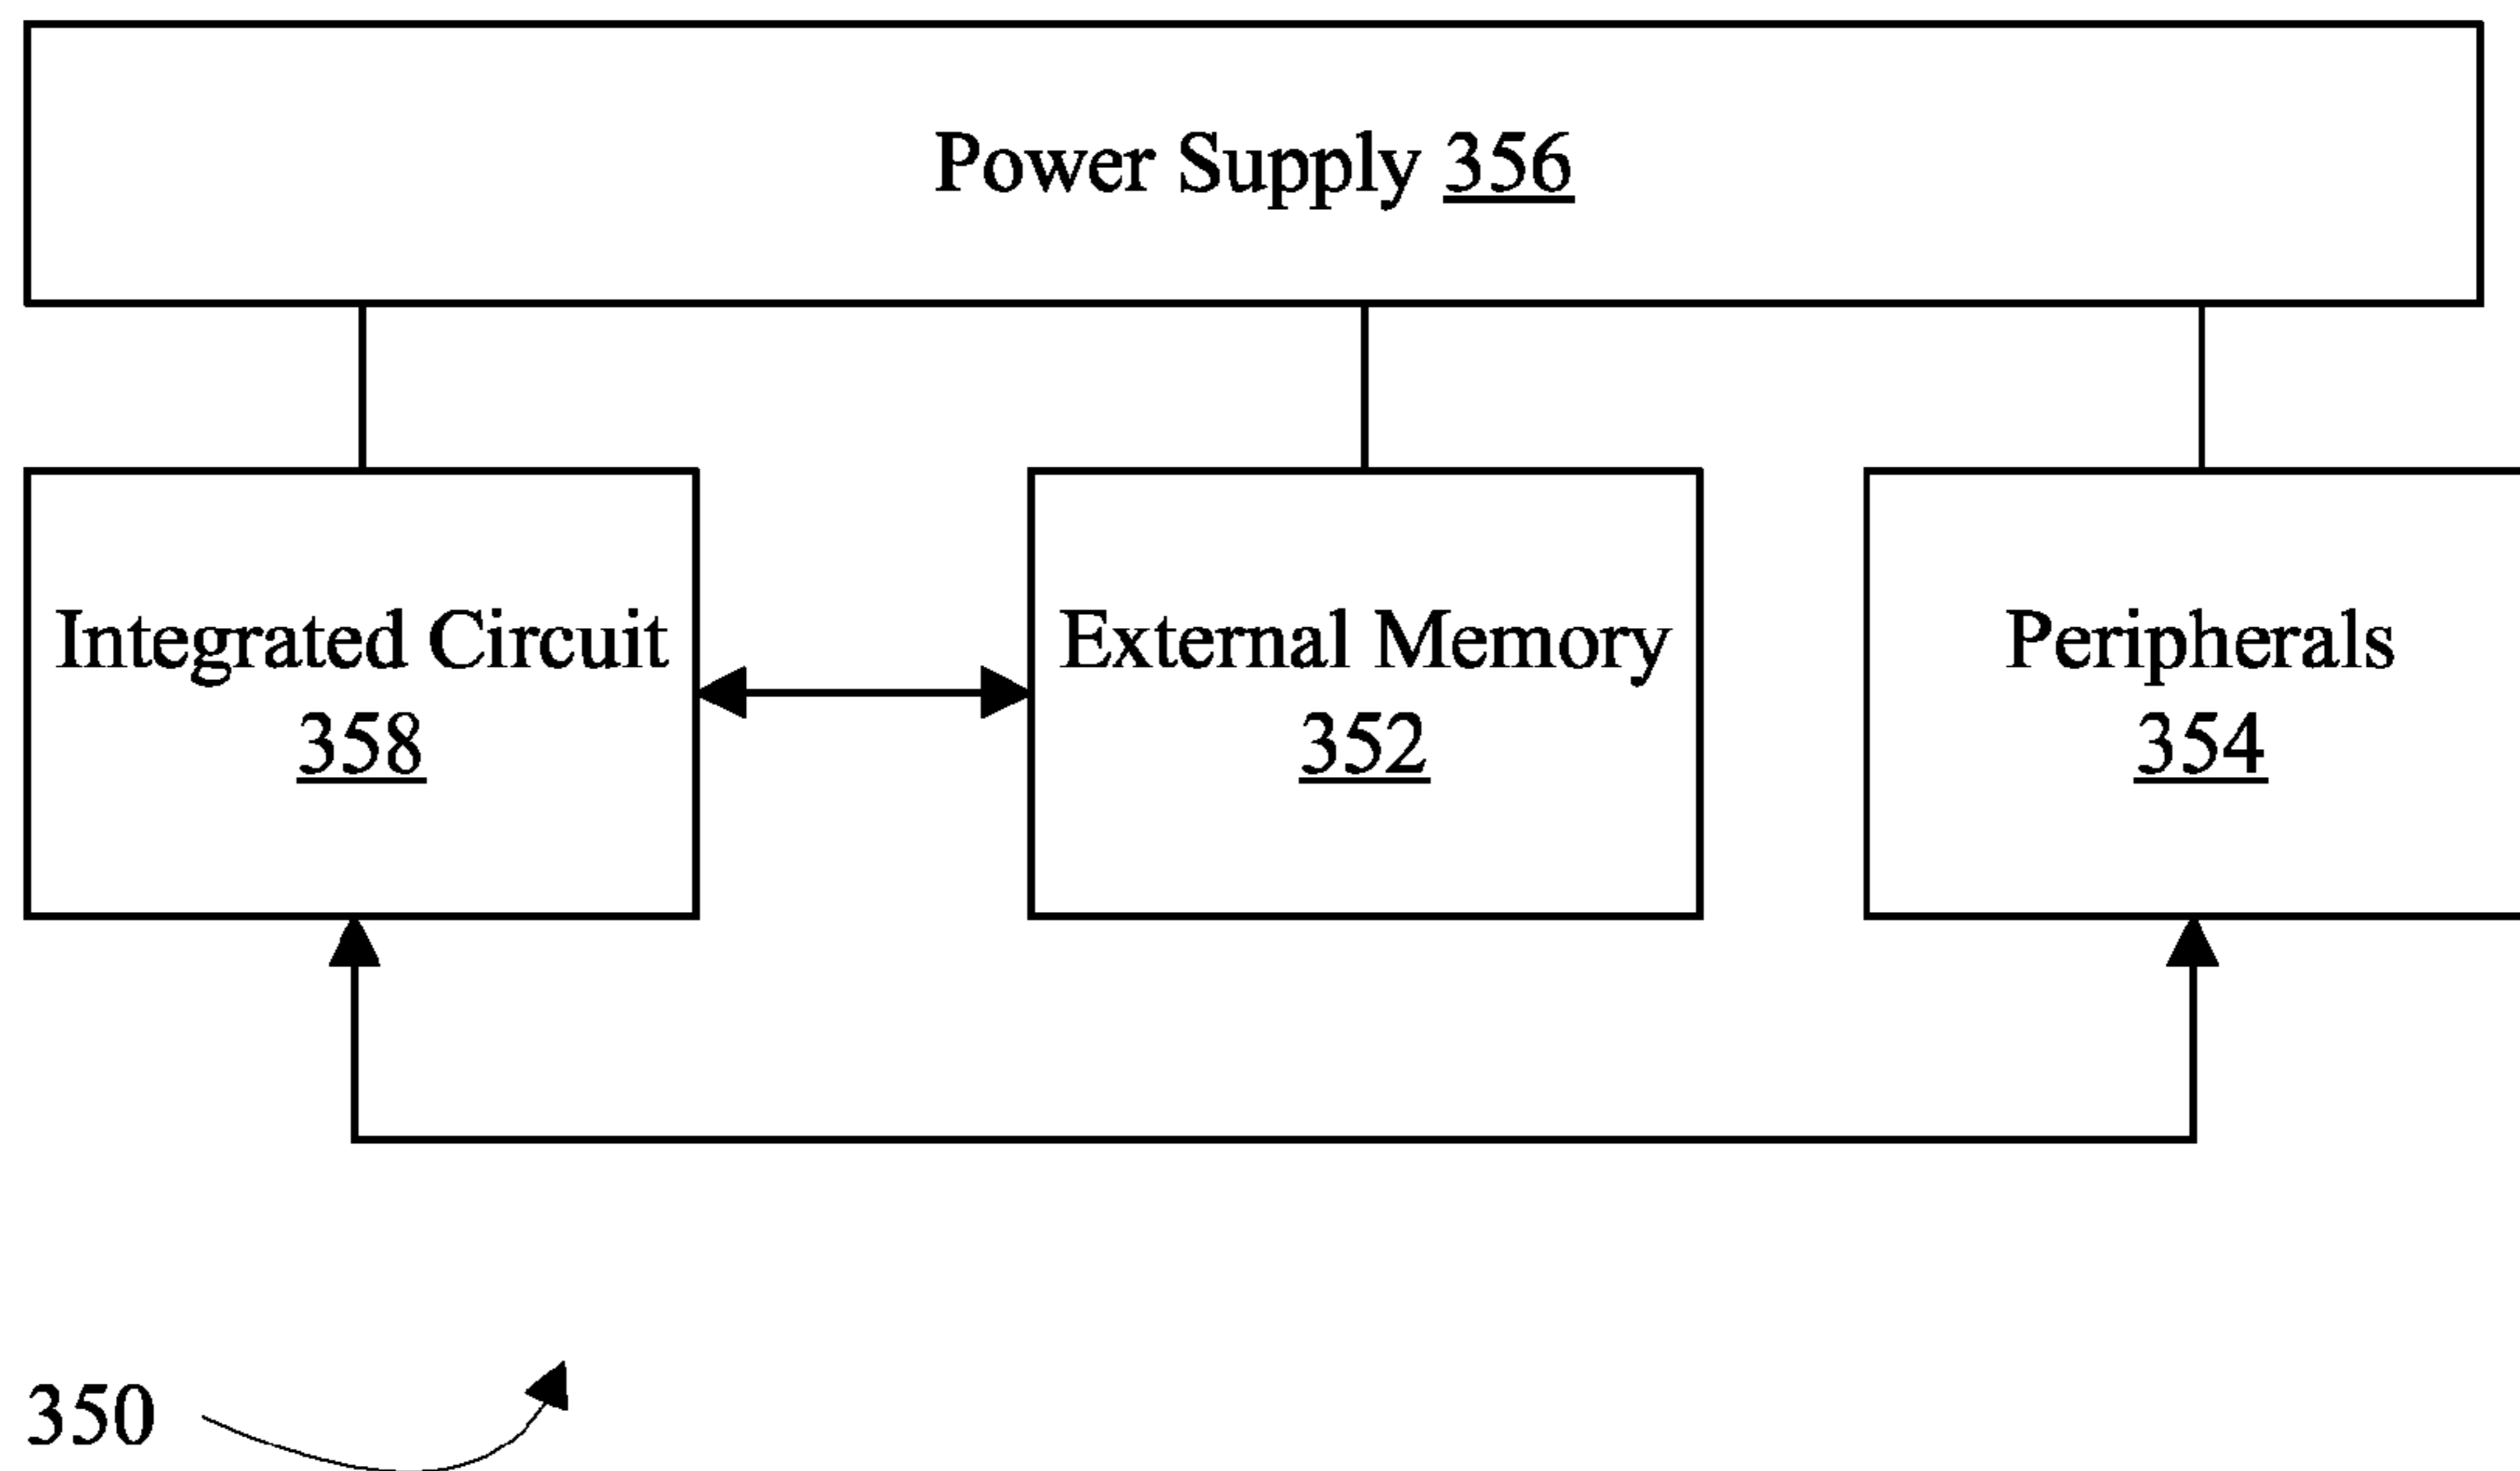 Power Supply 356
Integrated Circuit
358
External Memory
352
Peripherals
354
350